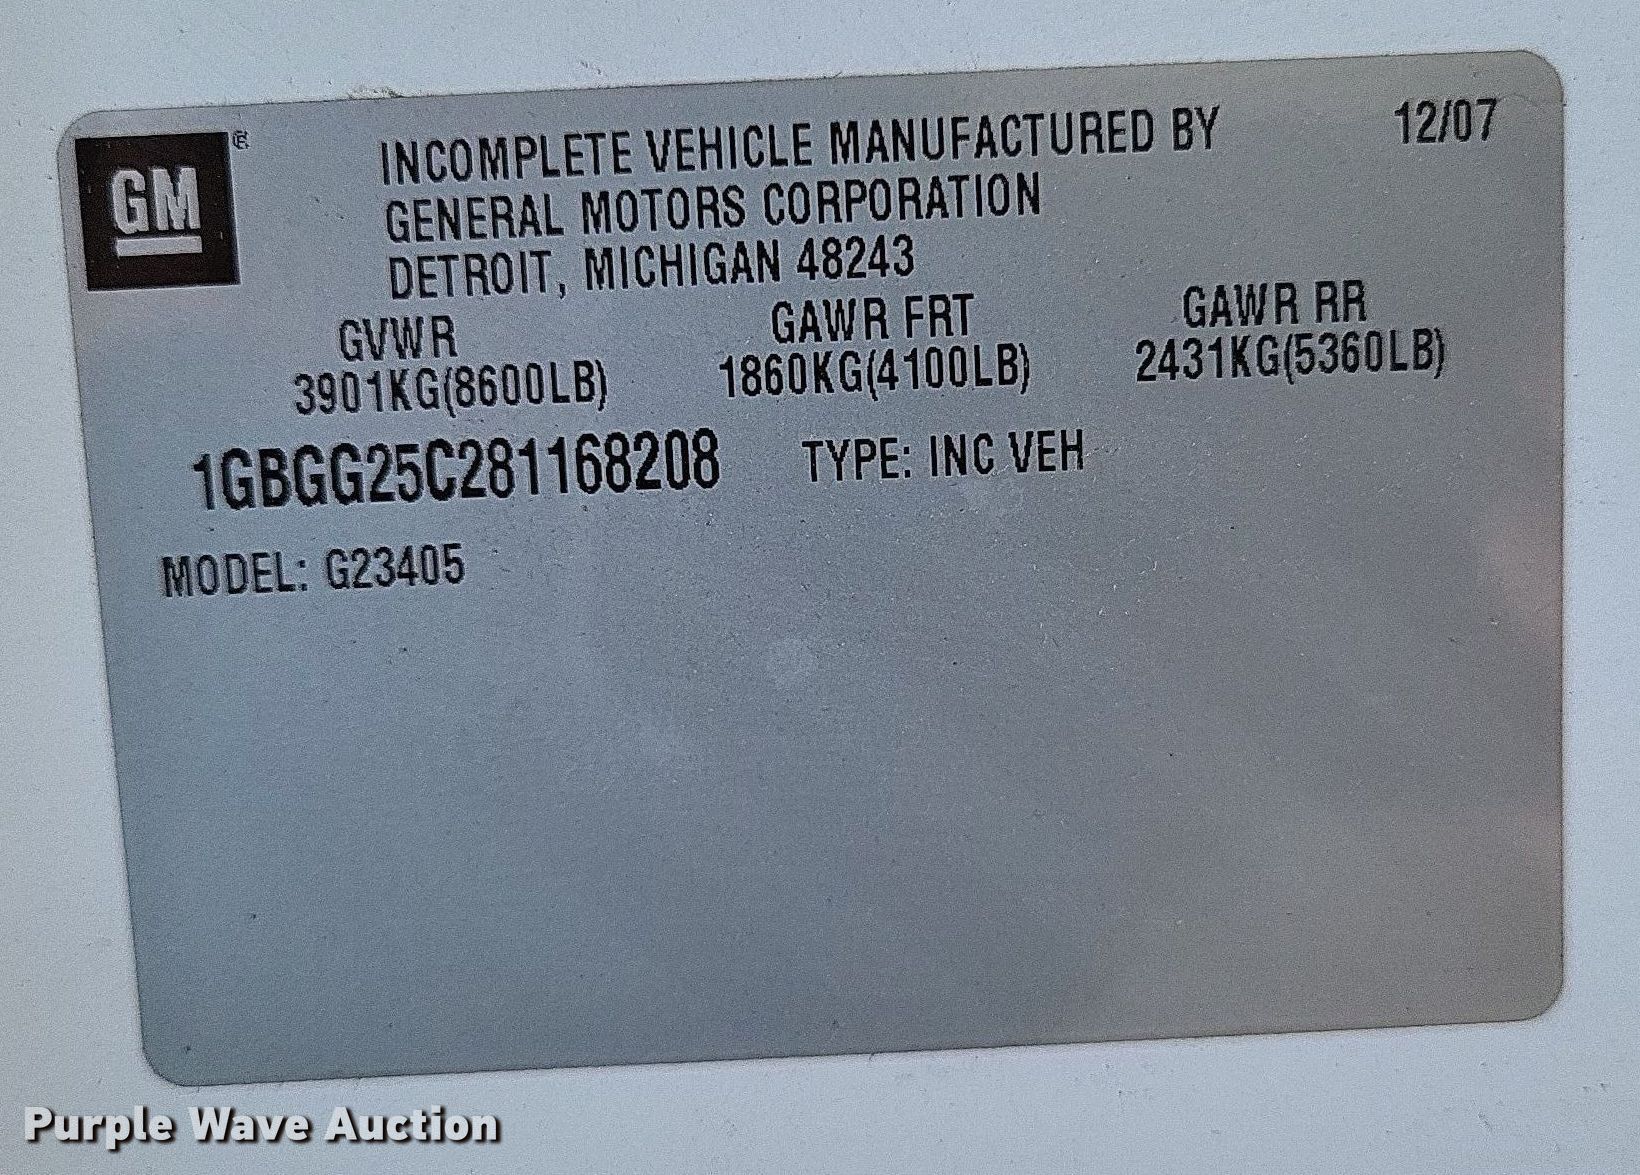 GM ®
INCOMPLETE VEHICLE MANUFACTURED BY 12/07
GENERAL MOTORS CORPORATION
DETROIT, MICHIGAN 48243
GVWR GAWR FRT GAWR RR
3901KG(8600LB) 1860KG(4100LB) 2431KG(5360LB)
1GBGG25C281168208 TYPE: INC VEH
MODEL: G23405
Purple Wave Auction